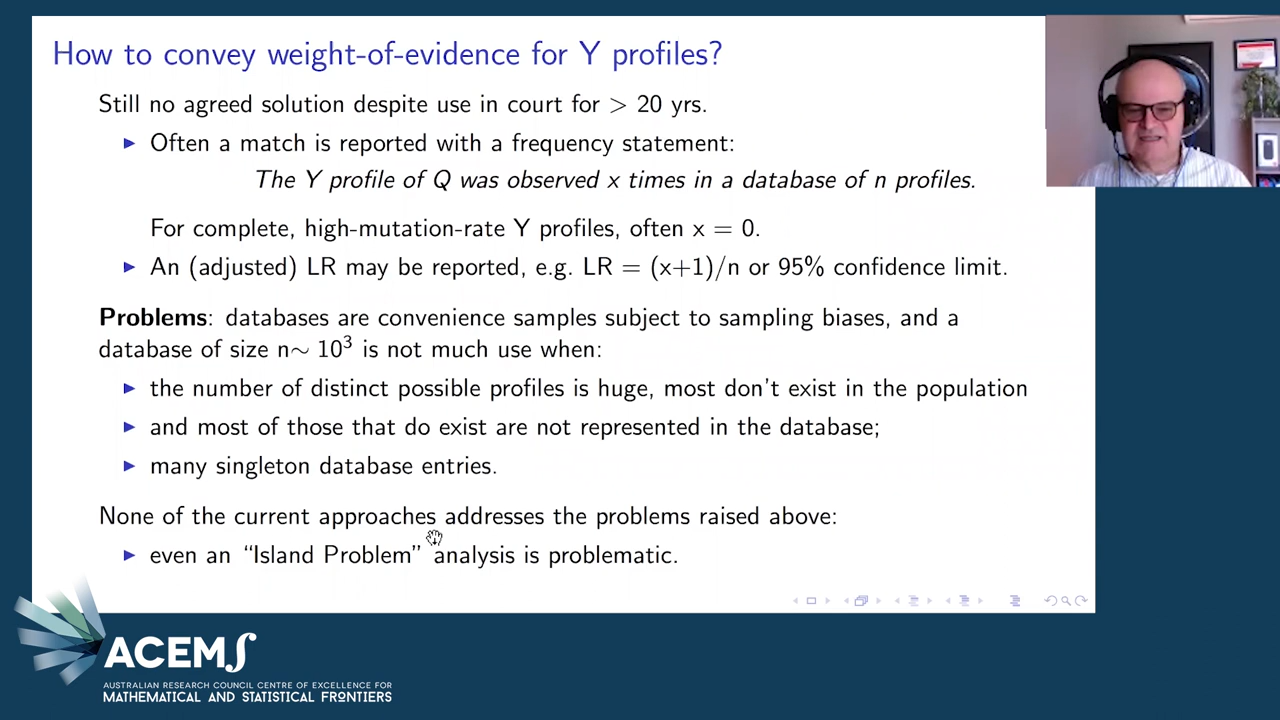 How to convey weight-of-evidence for Y profiles?
Still no agreed solution despite use in court for > 20 yrs.
▶ Often a match is reported with a frequency statement:
The Y profile of Q was observed x times in a database of n profiles.
For complete, high-mutation-rate Y profiles, often x = 0.
▶ An (adjusted) LR may be reported, e.g. LR = (x+1)/n or 95% confidence limit.
Problems: databases are convenience samples subject to sampling biases, and a
database of size n∼ 10³ is not much use when:
▶ the number of distinct possible profiles is huge, most don't exist in the population
▶ and most of those that do exist are not represented in the database;
▶ many singleton database entries.
None of the current approaches addresses the problems raised above:
▶ even an "Island Problem" analysis is problematic.
ACEMS
AUSTRALIAN RESEARCH COUNCIL CENTRE OF EXCELLENCE FOR
MATHEMATICAL AND STATISTICAL FRONTIERS